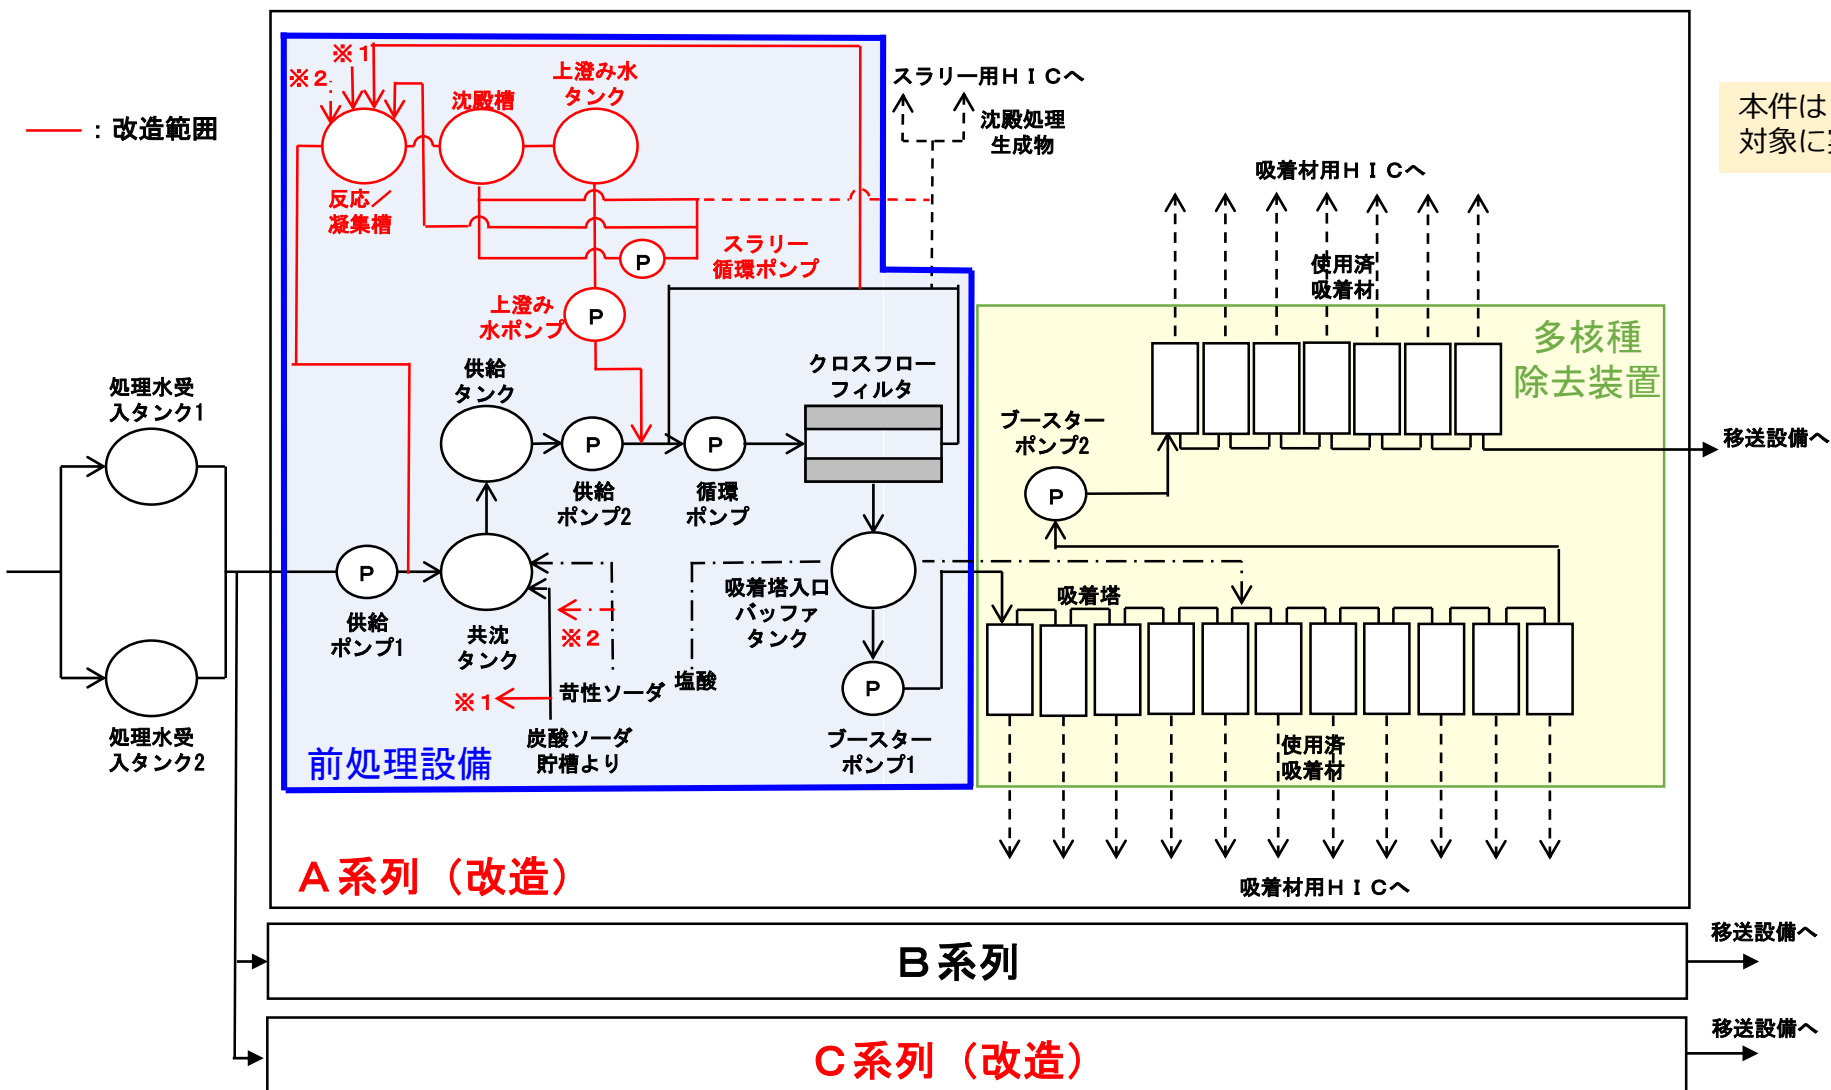 ：改造範囲
※1
※2
沈殿槽
上澄み水
タンク
反応／
凝集槽
スラリー
循環ポンプ
上澄み
水ポンプ
P
P
スラリー用ＨＩＣへ
沈殿処理
生成物
本件は
対象に
吸着材用ＨＩＣへ
使用済
吸着材
多核種
除去装置
処理水受
入タンク1
供給
タンク
P
供給
ポンプ2
P
循環
ポンプ
クロスフロー
フィルタ
ブースター
ポンプ2
P
移送設備へ
P
供給
ポンプ1
共沈
タンク
※2
※1
苛性ソーダ
塩酸
炭酸ソーダ
貯槽より
吸着塔入口
バッファ
タンク
P
ブースター
ポンプ1
吸着塔
使用済
吸着材
吸着材用ＨＩＣへ
処理水受
入タンク2
前処理設備
Ａ系列（改造）
Ｂ系列
移送設備へ
Ｃ系列（改造）
移送設備へ